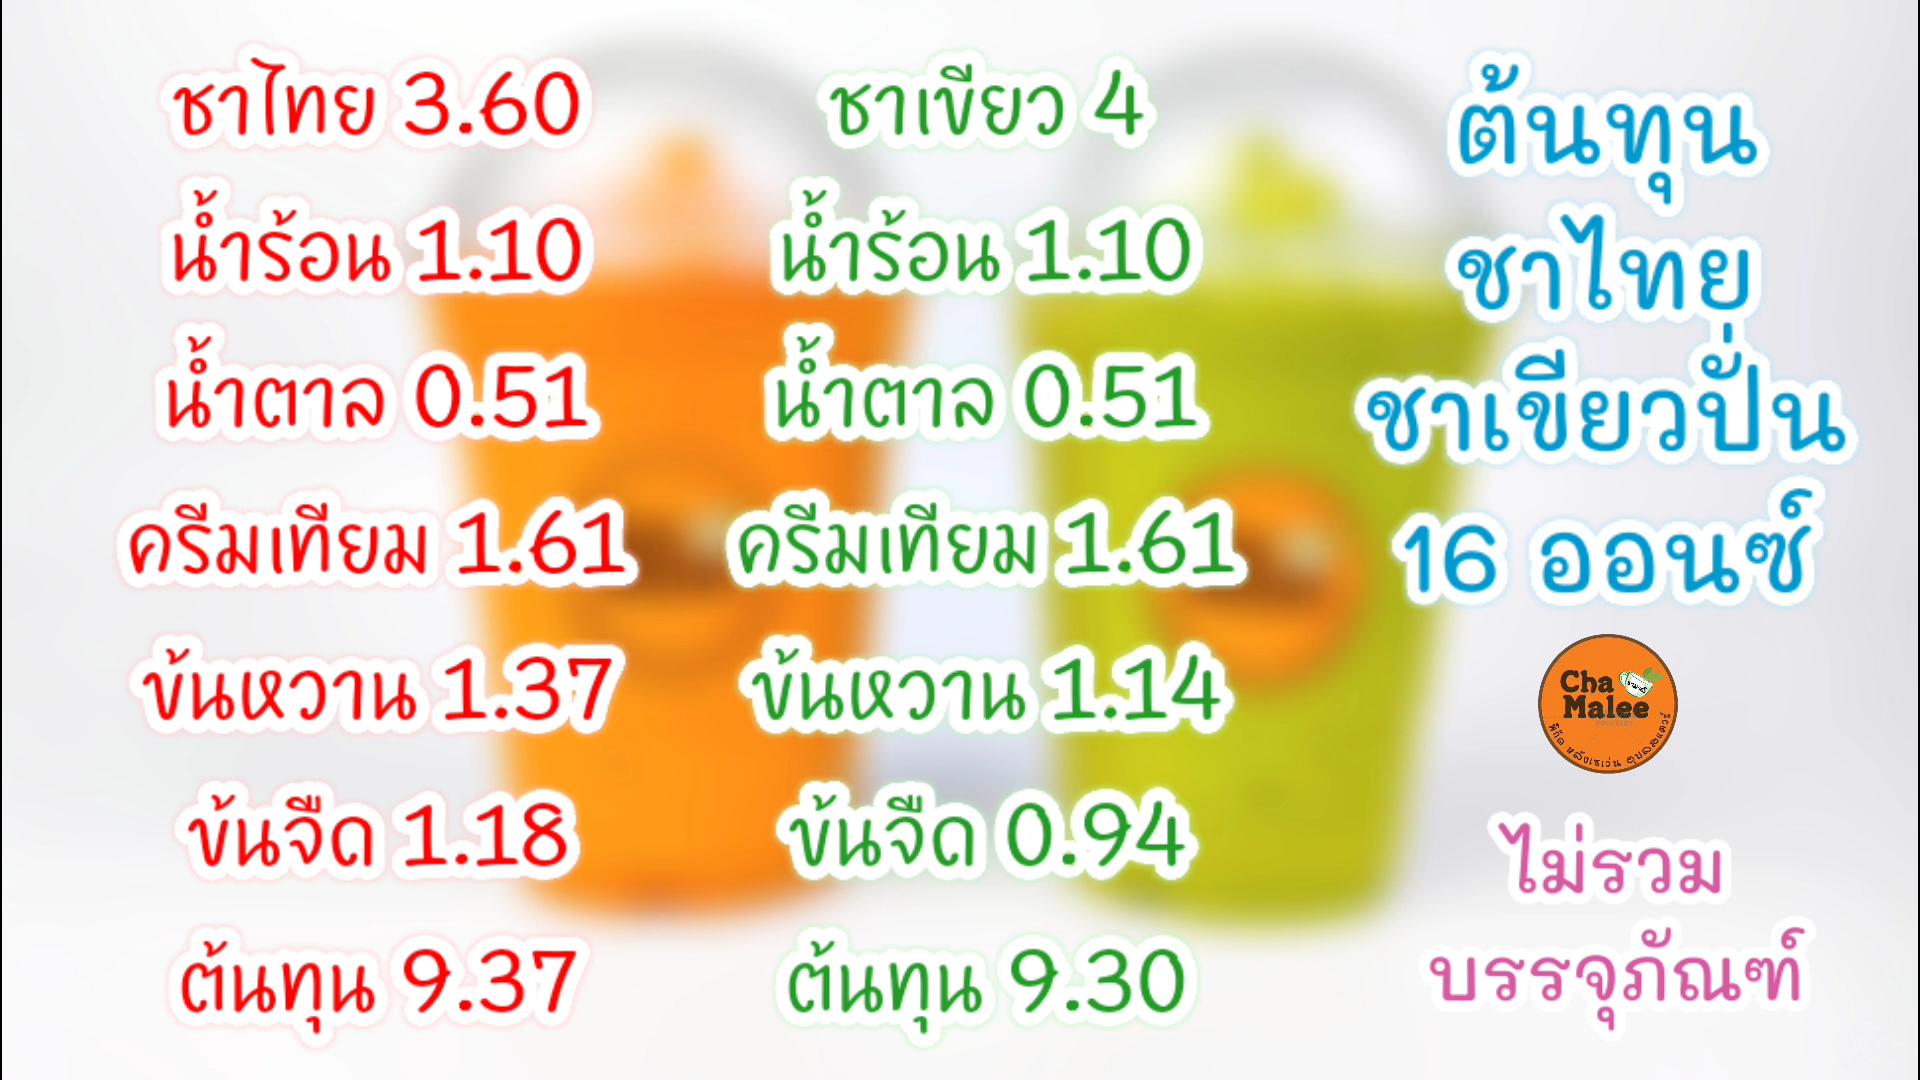 ชาไทย 3.60
น้ำร้อน 1.10
น้ำตาล 0.51
ครีมเทียม 1.61
ข้นหวาน 1.37
ข้นจืด 1.18
ต้นทุน 9.37
ชาเขียว 4
น้ำร้อน 1.10
น้ำตาล 0.51
ครีมเทียม 1.61
ข้นหวาน 1.14
ข้นจืด 0.94
ต้นทุน 9.30
ต้นทุน
ชาไทย
ชาเขียวปั่น
16 ออนซ์
Cha
Malee
ไม่รวม
บรรจุภัณฑ์